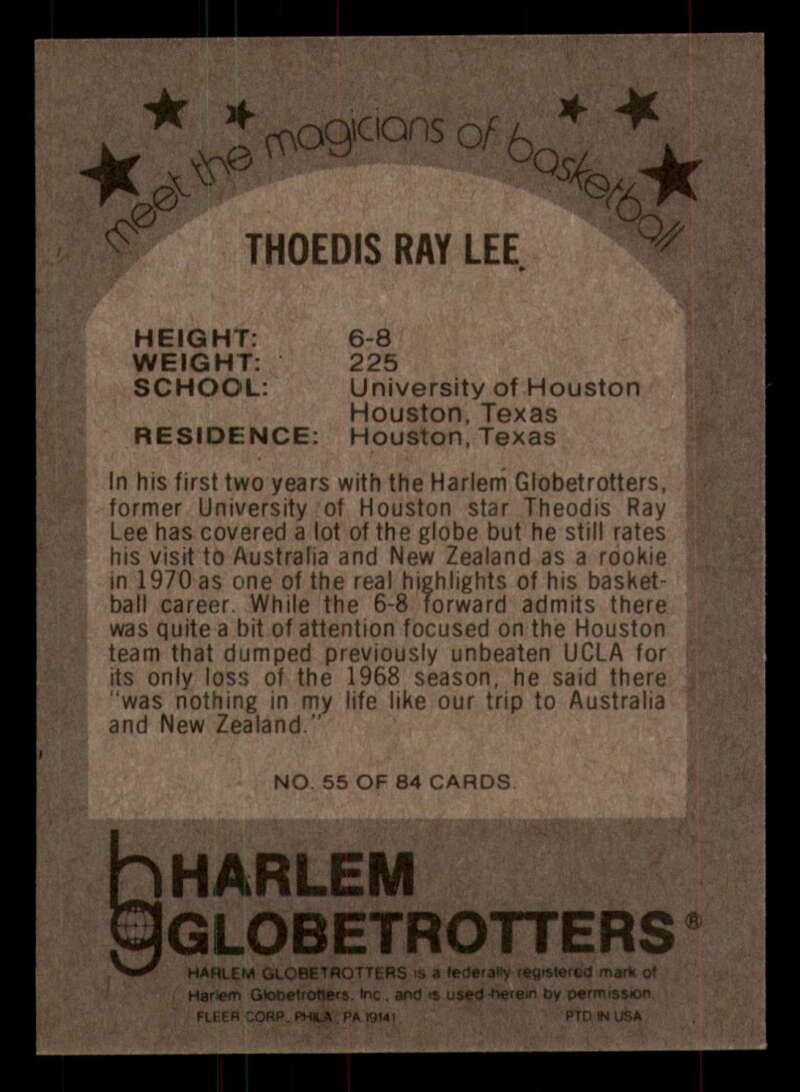 meet the magicians of basketball
THOEDIS RAY LEE
HEIGHT: 6-8
WEIGHT: 225
SCHOOL: University of Houston
Houston, Texas
RESIDENCE: Houston, Texas
In his first two years with the Harlem Globetrotters,
former University of Houston star Theodis Ray
Lee has covered a lot of the globe but he still rates
his visit to Australia and New Zealand as a rookie
in 1970 as one of the real highlights of his basket-
ball career. While the 6-8 forward admits there
was quite a bit of attention focused on the Houston
team that dumped previously unbeaten UCLA for
its only loss of the 1968 season, he said there
"was nothing in my life like our trip to Australia
and New Zealand."
NO. 55 OF 84 CARDS
hg HARLEM
GLOBETROTTERS®
HARLEM GLOBETROTTERS is a federally registered mark of
Harlem Globetrotters, Inc., and is used herein by permission.
FLEER CORP., PHILA., PA 19141 PTD IN USA